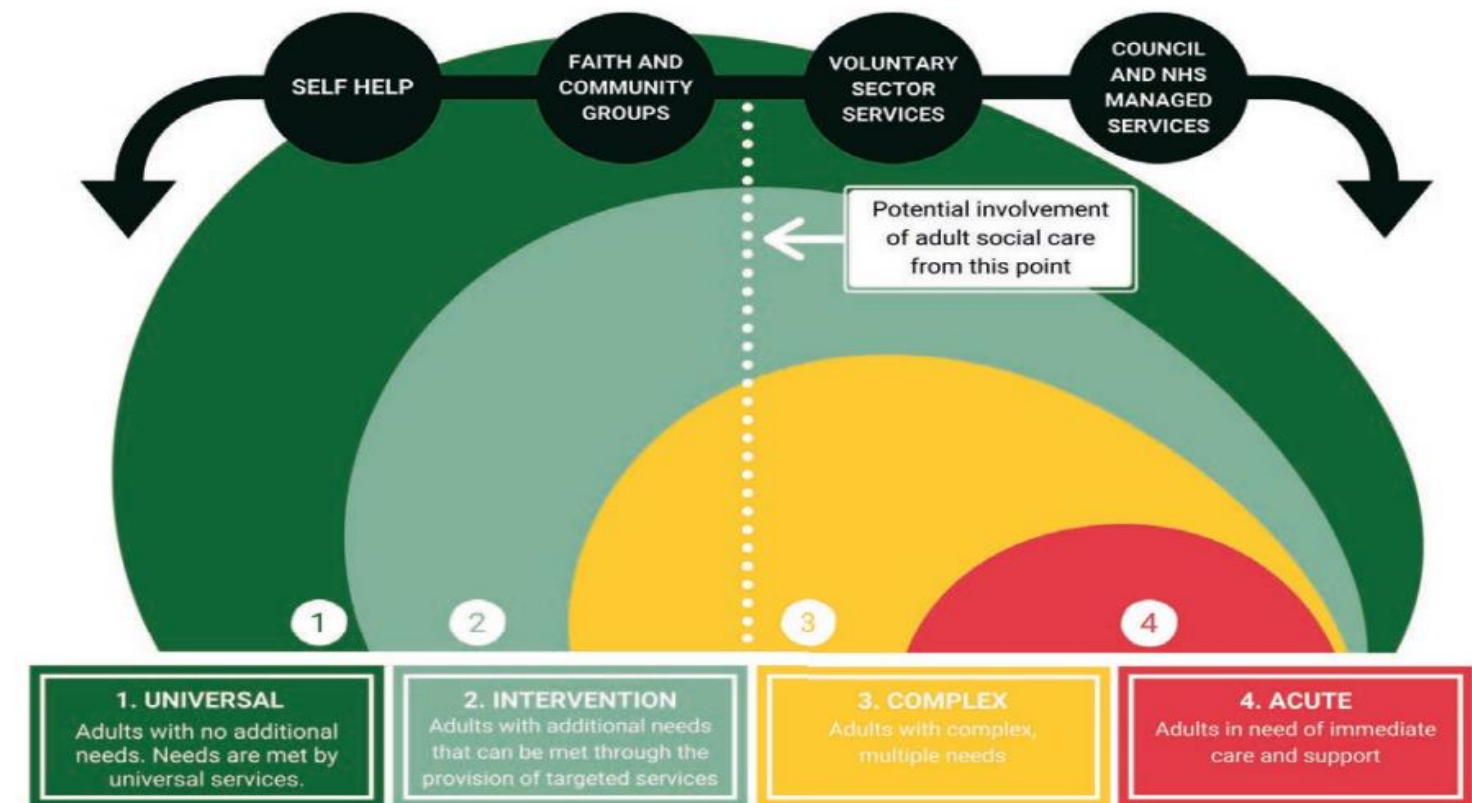 SELF HELP
FAITH AND
COMMUNITY
GROUPS
VOLUNTARY
SECTOR
SERVICES
COUNCIL
AND NHS
MANAGED
SERVICES
Potential involvement
of adult social care
from this point
1
2
3
4
1. UNIVERSAL
Adults with no additional
needs. Needs are met by
universal services.
2. INTERVENTION
Adults with additional needs
that can be met through the
provision of targeted services
3. COMPLEX
Adults with complex,
multiple needs
4. ACUTE
Adults in need of immediate
care and support